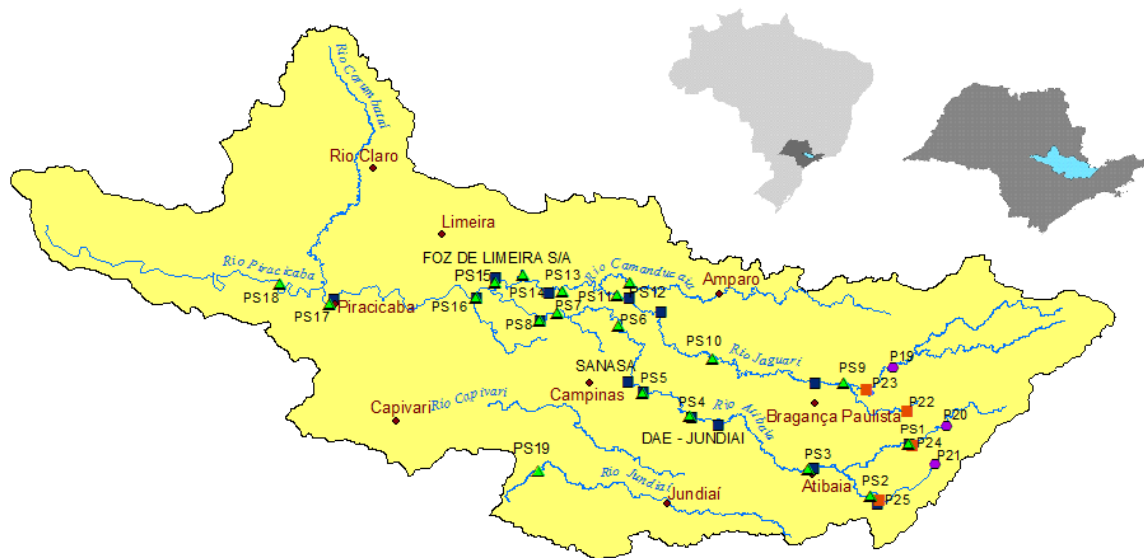 Rio Corumbataí
Rio Claro
Limeira
FOZ DE LIMEIRA S/A
Rio Piracicaba
PS15
PS13
Rio Camanducaia
Amparo
PS18
PS14
PS11
PS12
PS17
Piracicaba
PS16
PS7
PS8
PS6
PS10
Rio Jaguari
P19
SANASA
PS9
P23
Campinas
PS5
Capivari
Rio Capivari
PS4
Rio Atibaia
Bragança Paulista
P22
P20
DAE - JUNDIAI
PS1
P24
P21
PS19
PS3
Rio Jundiaí
Atibaia
Jundiaí
PS2
P25